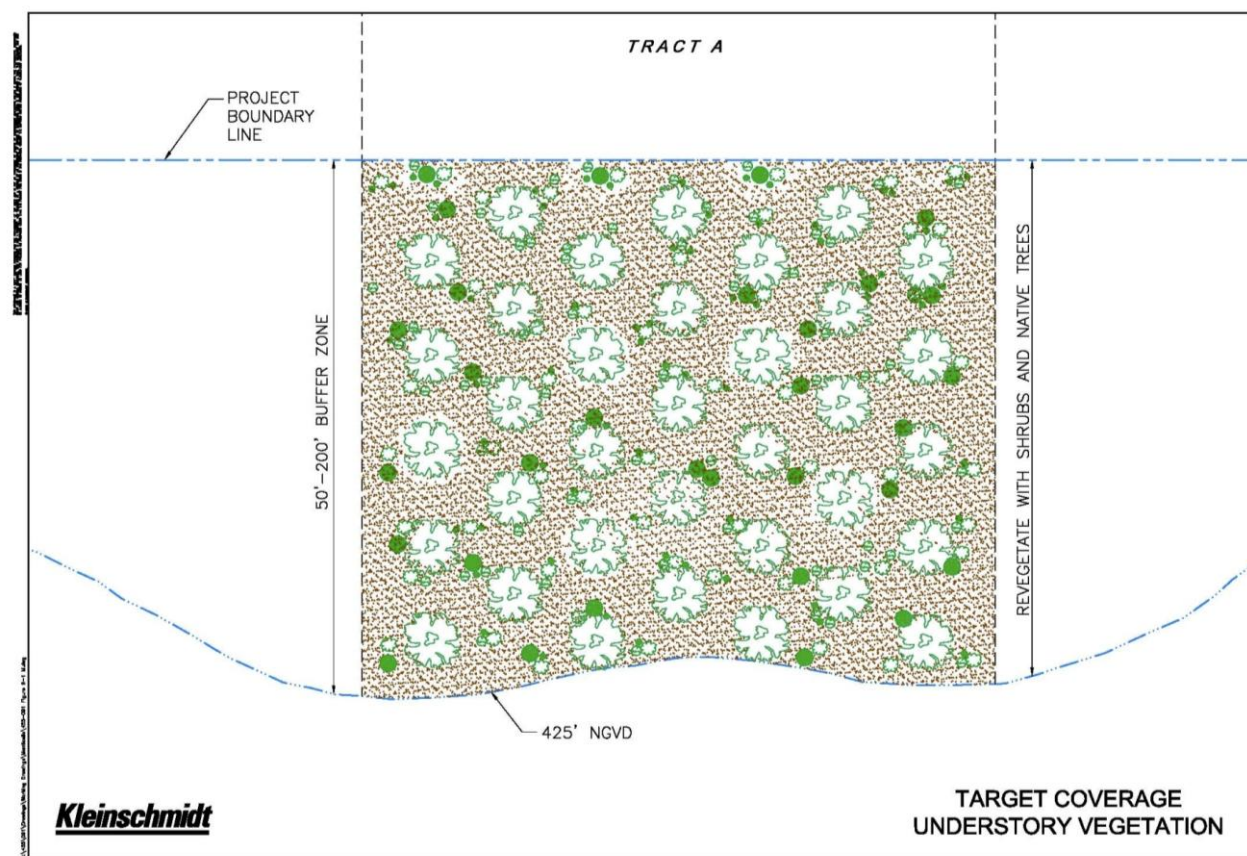 TRACT A
PROJECT
BOUNDARY
LINE
50'-200' BUFFER ZONE
REVEGETATE WITH SHRUBS AND NATIVE TREES
425' NGVD
Kleinschmidt
TARGET COVERAGE
UNDERSTORY VEGETATION